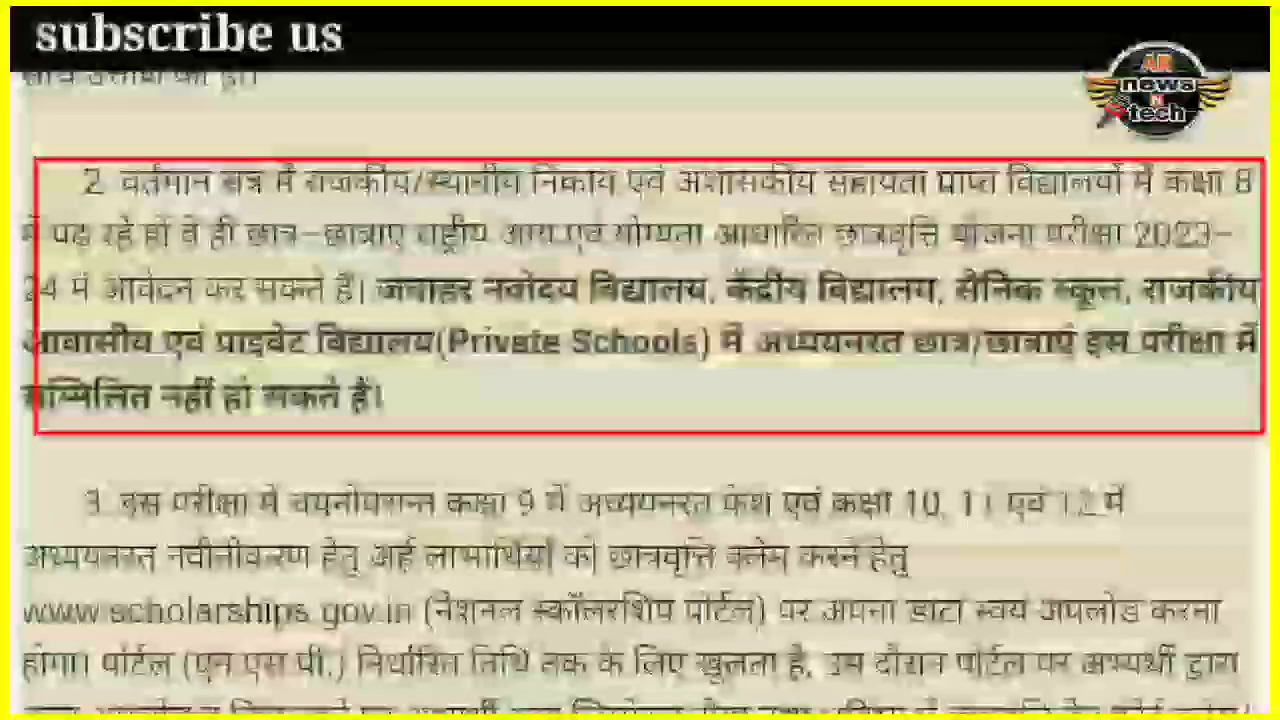 subscribe us
AR
news
N
tech
2. वर्तमान सत्र में राजकीय/स्थानीय निकाय एवं अशासकीय सहायता प्राप्त विद्यालयों में कक्षा 8
में पढ़ रहे हों वे ही छात्र-छात्राएं राष्ट्रीय आय एवं योग्यता आधारित छात्रवृत्ति योजना परीक्षा 2023-
24 में आवेदन कर सकते हैं। जवाहर नवोदय विद्यालय, केंद्रीय विद्यालय, सैनिक स्कूल, राजकीय
आवासीय एवं प्राइवेट विद्यालय(Private Schools) में अध्ययनरत छात्र/छात्राएं इस परीक्षा में
सम्मिलित नहीं हो सकते हैं।
3. इस परीक्षा में चयनोपरान्त कक्षा 9 में अध्ययनरत फ्रेश एवं कक्षा 10, 11 एवं 12 में
अध्ययनरत नवीनीकरण हेतु अर्ह लाभार्थियों को छात्रवृत्ति क्लेम करने हेतु
www.scholarships.gov.in (नेशनल स्कॉलरशिप पोर्टल) पर अपना डाटा स्वयं अपलोड करना
होगा। पोर्टल (एन.एस.पी.) निर्धारित तिथि तक के लिए खुलता है, उस दौरान पोर्टल पर अभ्यर्थी द्वारा